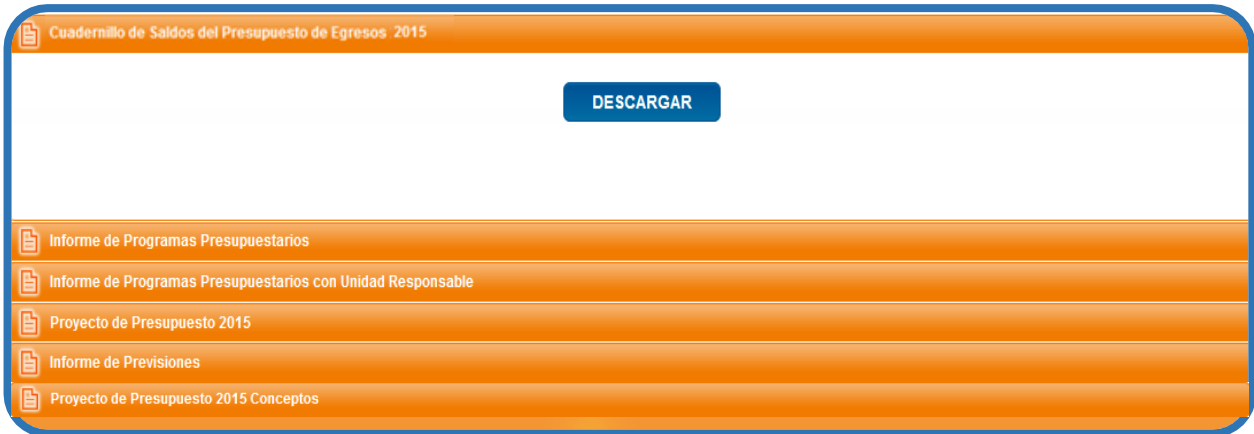 Cuadernillo de Saldos del Presupuesto de Egresos 2015
DESCARGAR
Informe de Programas Presupuestarios
Informe de Programas Presupuestarios con Unidad Responsable
Proyecto de Presupuesto 2015
Informe de Previsiones
Proyecto de Presupuesto 2015 Conceptos